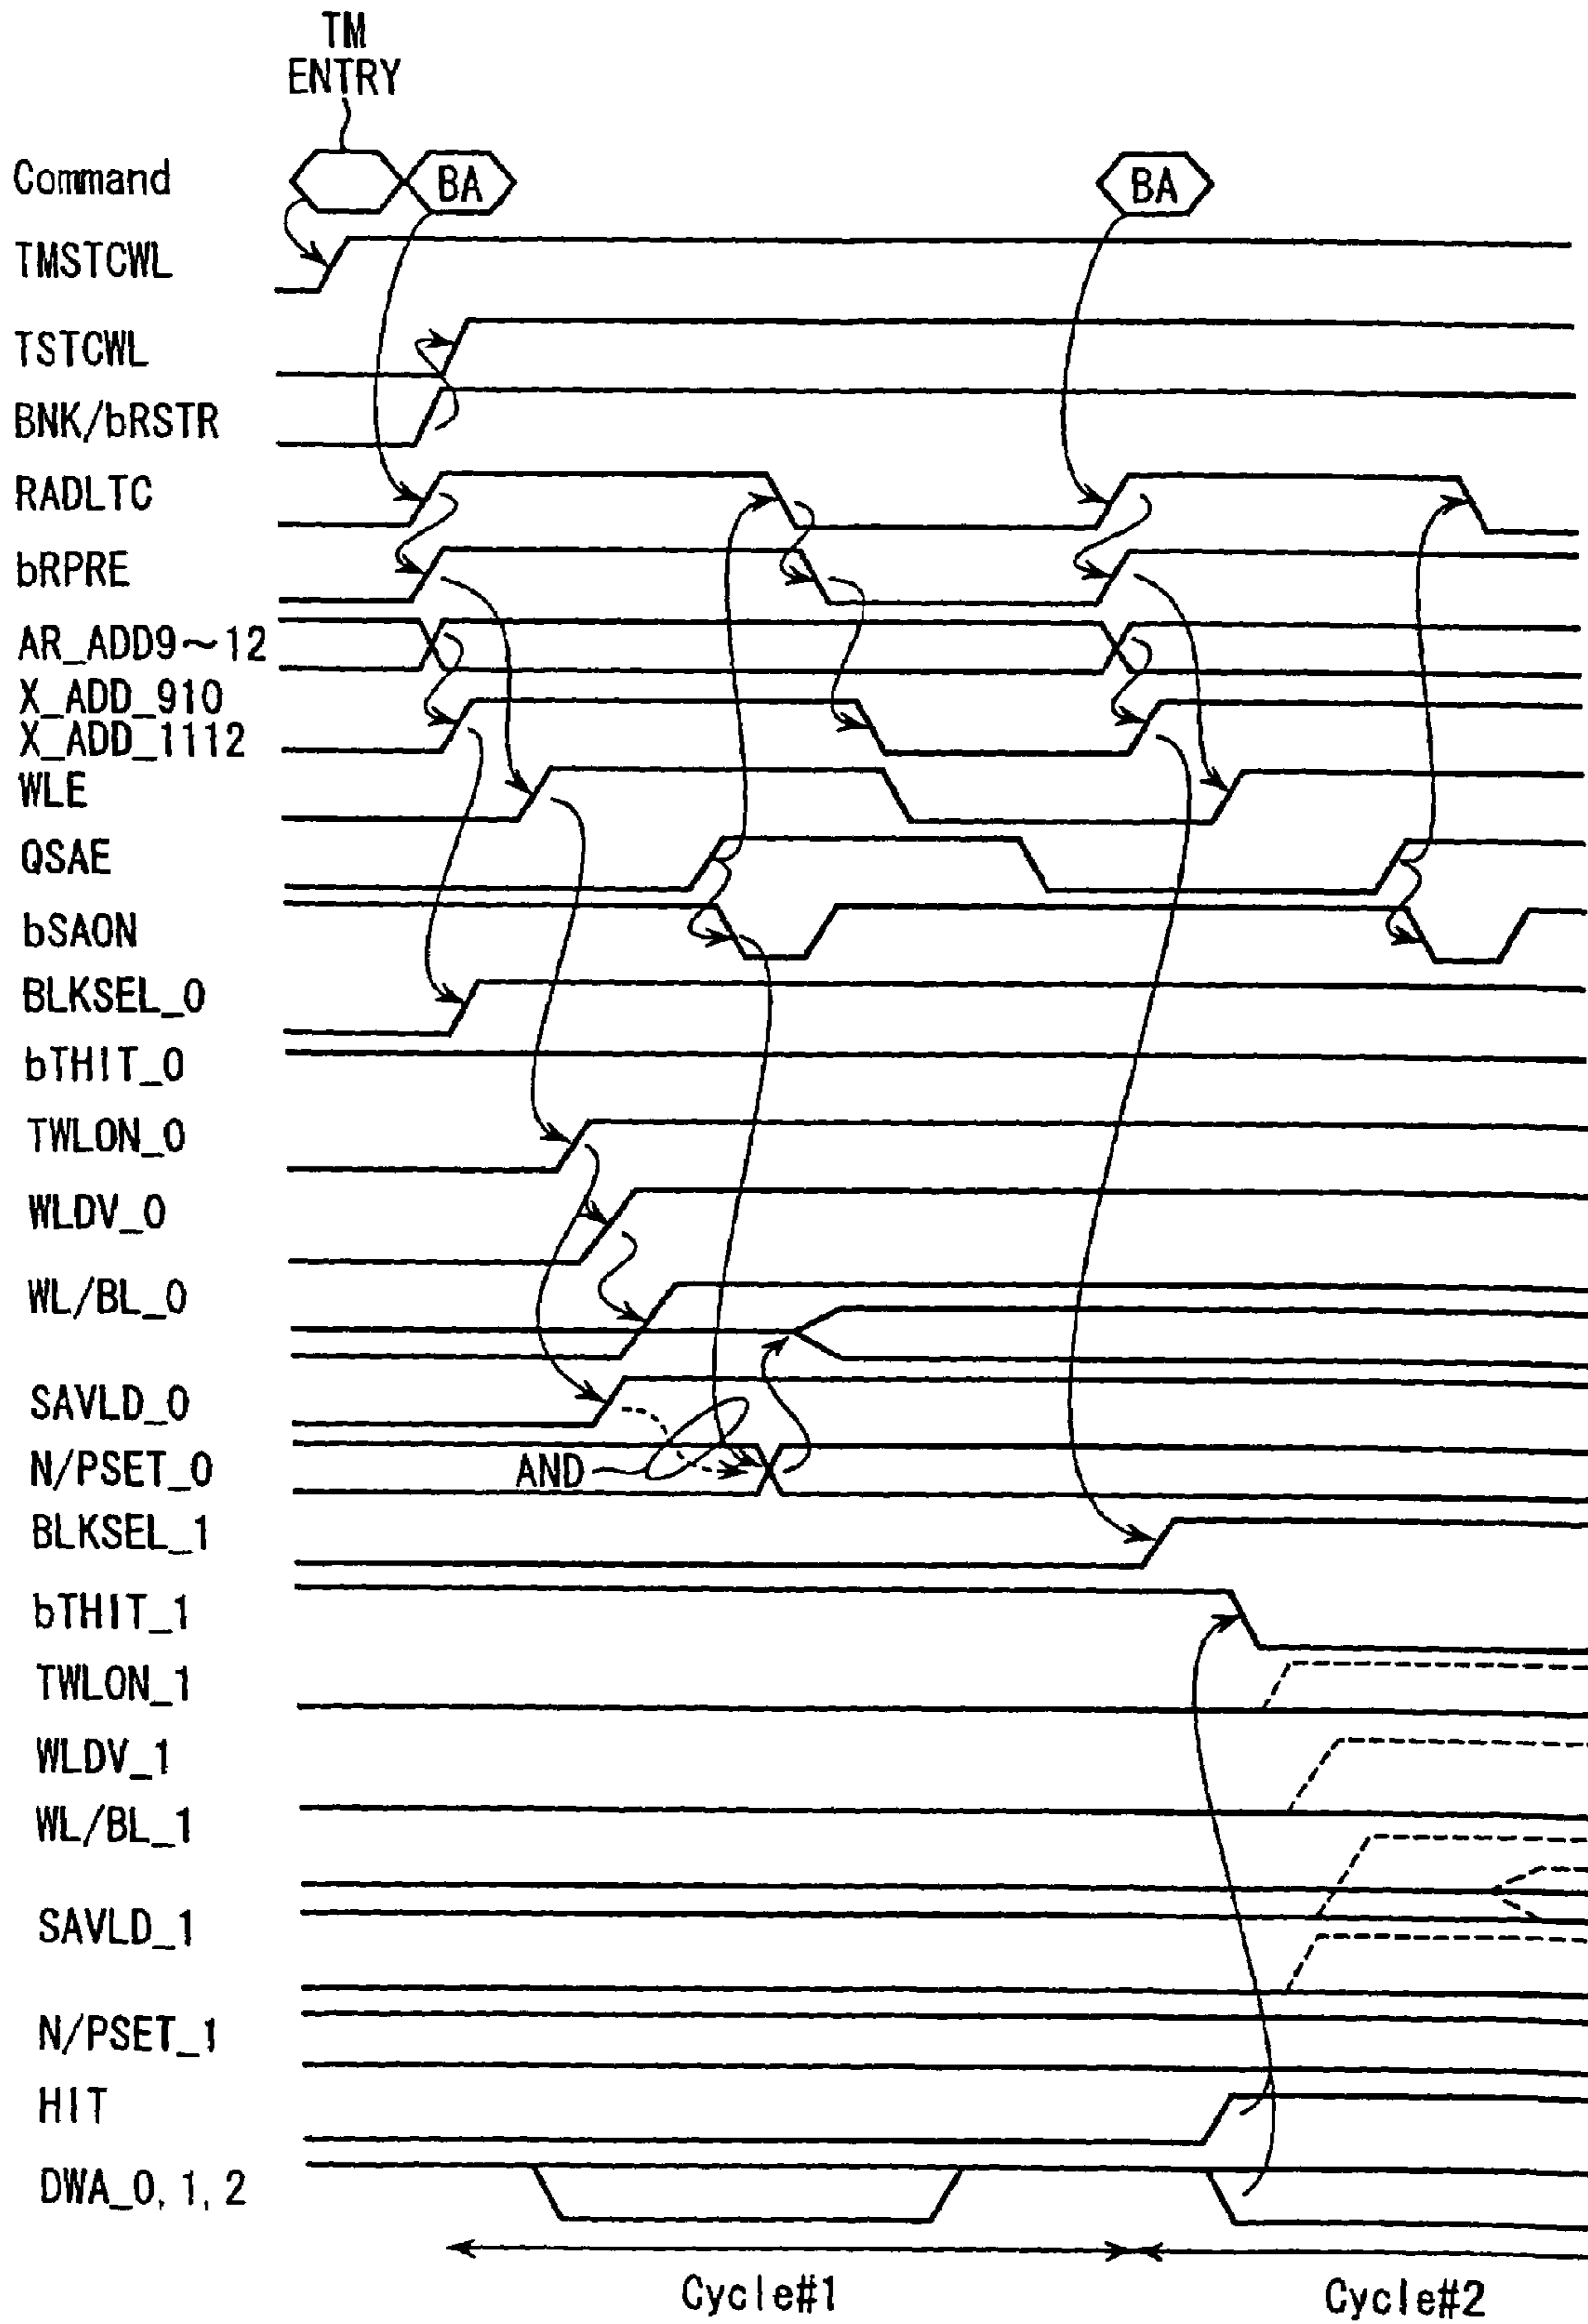 TM
ENTRY
Command
BA
BA
TMSTCWL
TSTCWL
BNK/bRSTR
RADLTC
bRPRE
AR_ADD9~12
X_ADD_910
X_ADD_1112
WLE
QSAE
bSAON
BLKSEL_0
bTHIT_0
TWLON_0
WLDV_0
WL/BL_0
SAVLD_0
N/PSET_0
AND
BLKSEL_1
bTHIT_1
TWLON_1
WLDV_1
WL/BL_1
SAVLD_1
N/PSET_1
HIT
DWA_0, 1, 2
Cycle#1
Cycle#2